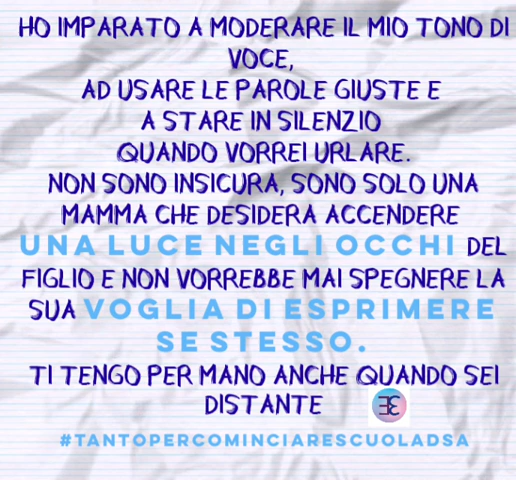 HO IMPARATO A MODERARE IL MIO TONO DI
VOCE,
AD USARE LE PAROLE GIUSTE E
A STARE IN SILENZIO
QUANDO VORREI URLARE.
NON SONO INSICURA, SONO SOLO UNA
MAMMA CHE DESIDERA ACCENDERE
UNA LUCE NEGLI OCCHI DEL
FIGLIO E NON VORREBBE MAI SPEGNERE LA
SUA VOGLIA DI ESPRIMERE
SE STESSO.
TI TENGO PER MANO ANCHE QUANDO SEI
DISTANTE
#TANTOPERCOMINCIARESCUOLADSA